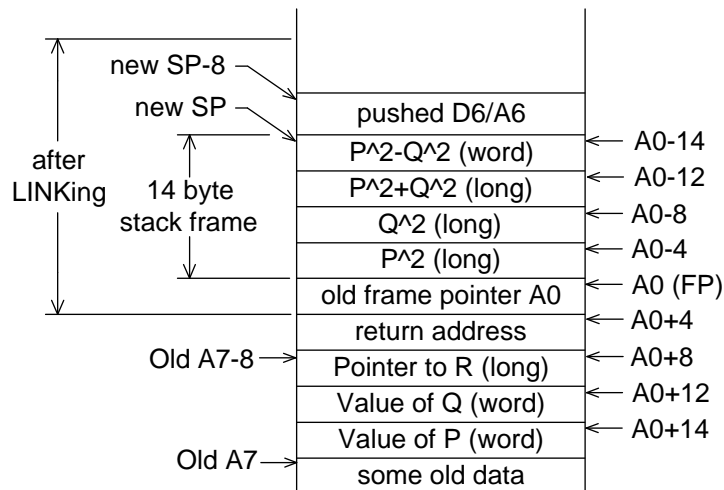 new SP-8
new SP
after
LINKing
14 byte
stack frame
Old A7-8
Old A7
pushed D6/A6
P^2-Q^2 (word)
P^2+Q^2 (long)
Q^2 (long)
P^2 (long)
old frame pointer A0
return address
Pointer to R (long)
Value of Q (word)
Value of P (word)
some old data
A0-14
A0-12
A0-8
A0-4
A0 (FP)
A0+4
A0+8
A0+12
A0+14